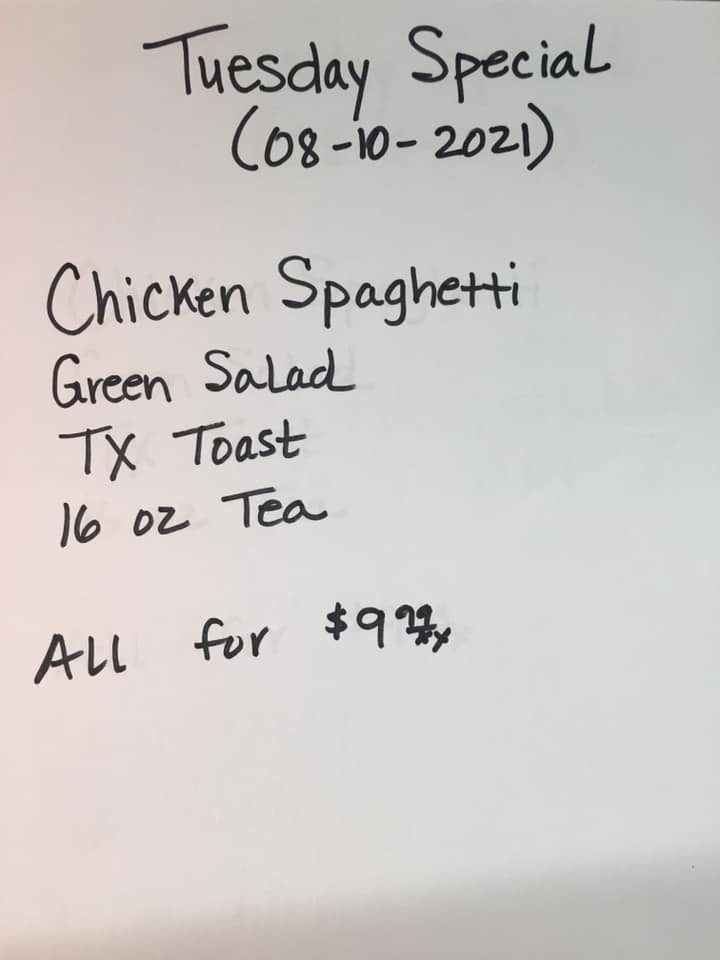 Tuesday Special
(08-10-2021)
Chicken Spaghetti
Green Salad
TX Toast
16 oz Tea
All for $9 99